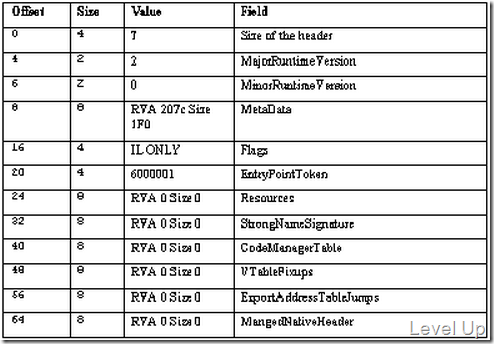 Offset Size Value Field
0 4 7 Size of the header
4 2 2 MajorRuntimeVersion
6 2 0 MinorRuntimeVersion
8 8 RVA 207c Size 1F0 MetaData
16 4 IL ONLY Flags
20 4 6000001 EntryPointToken
24 8 RVA 0 Size 0 Resources
32 8 RVA 0 Size 0 StrongNameSignature
40 8 RVA 0 Size 0 CodeManagerTable
48 8 RVA 0 Size 0 VTableFixups
56 8 RVA 0 Size 0 ExportAddressTableJumps
64 8 RVA 0 Size 0 MangedNativeHeader
Level Up